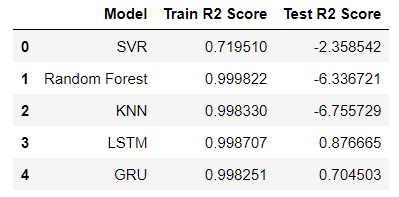 Model Train R2 Score Test R2 Score
0 SVR 0.719510 -2.358542
1 Random Forest 0.999822 -6.336721
2 KNN 0.998330 -6.755729
3 LSTM 0.998707 0.876665
4 GRU 0.998251 0.704503